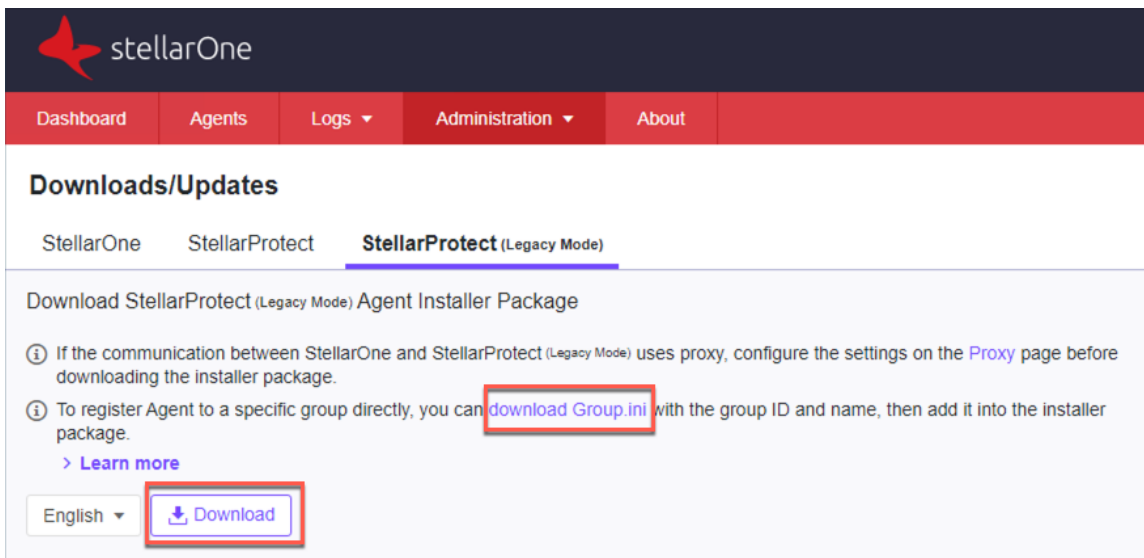 stellarOne
Dashboard Agents Logs Administration About
Downloads/Updates
StellarOne StellarProtect StellarProtect (Legacy Mode)
Download StellarProtect (Legacy Mode) Agent Installer Package
If the communication between StellarOne and StellarProtect (Legacy Mode) uses proxy, configure the settings on the Proxy page before
downloading the installer package.
To register Agent to a specific group directly, you can download Group.ini with the group ID and name, then add it into the installer
package.
> Learn more
English Download